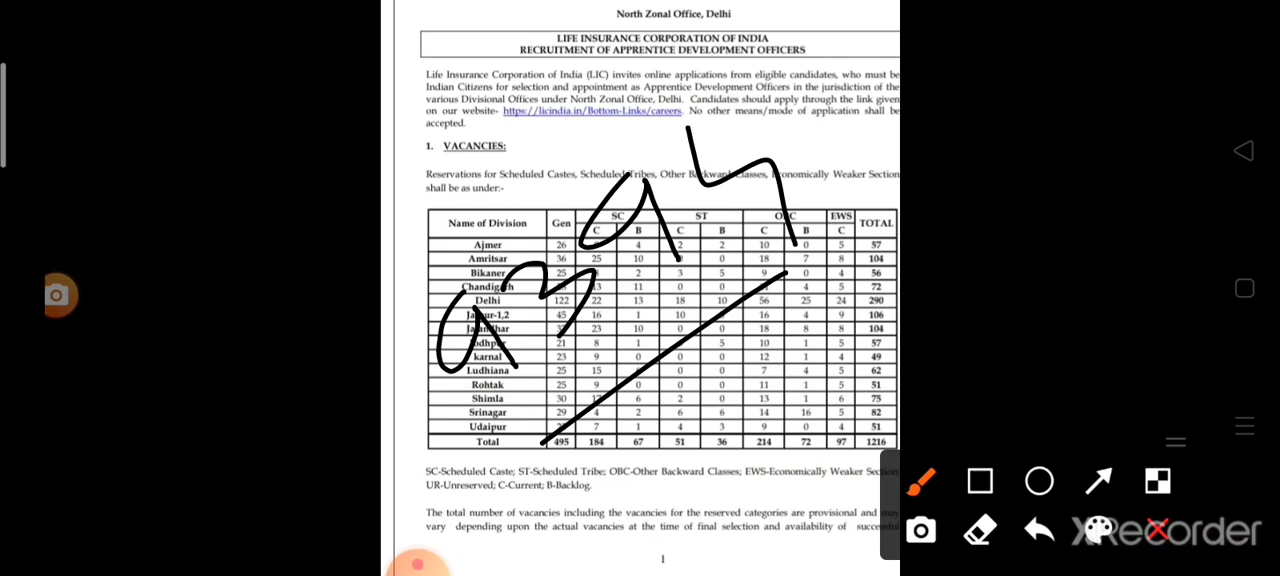 North Zonal Office, Delhi
LIFE INSURANCE CORPORATION OF INDIA
RECRUITMENT OF APPRENTICE DEVELOPMENT OFFICERS
Life Insurance Corporation of India (LIC) invites online applications from eligible candidates, who must be
Indian Citizens for selection and appointment as Apprentice Development Officers in the jurisdiction of the
various Divisional Offices under North Zonal Office, Delhi. Candidates should apply through the link given
on our website- https://licindia.in/Bottom-Links/careers. No other means/mode of application shall be
accepted.
1. VACANCIES:
Reservations for Scheduled Castes, Scheduled Tribes, Other Backward Classes, Economically Weaker Section
shall be as under:-
Name of Division Gen SC ST OBC EWS TOTAL
C B C B C B C
Ajmer 26 4 2 2 10 0 5 57
Amritsar 36 25 10 0 18 7 8 104
Bikaner 25 2 3 5 9 0 4 56
Chandigarh 13 11 0 0 4 5 72
Delhi 122 22 13 18 10 56 25 24 290
Jaipur-1,2 45 16 1 10 16 4 9 106
Jalandhar 23 10 0 0 18 8 8 104
Jodhpur 21 8 1 5 10 1 5 57
karnal 23 9 0 0 0 12 1 4 49
Ludhiana 25 15 0 0 7 4 5 62
Rohtak 25 9 0 0 0 11 1 5 51
Shimla 30 6 2 0 13 1 6 75
Srinagar 29 4 2 6 6 14 16 5 82
Udaipur 7 1 4 3 9 0 4 51
Total 495 184 67 51 36 214 72 97 1216
SC-Scheduled Caste; ST-Scheduled Tribe; OBC-Other Backward Classes; EWS-Economically Weaker Section
UR-Unreserved; C-Current; B-Backlog.
The total number of vacancies including the vacancies for the reserved categories are provisional and may
vary depending upon the actual vacancies at the time of final selection and availability of successful
1
XRecorder